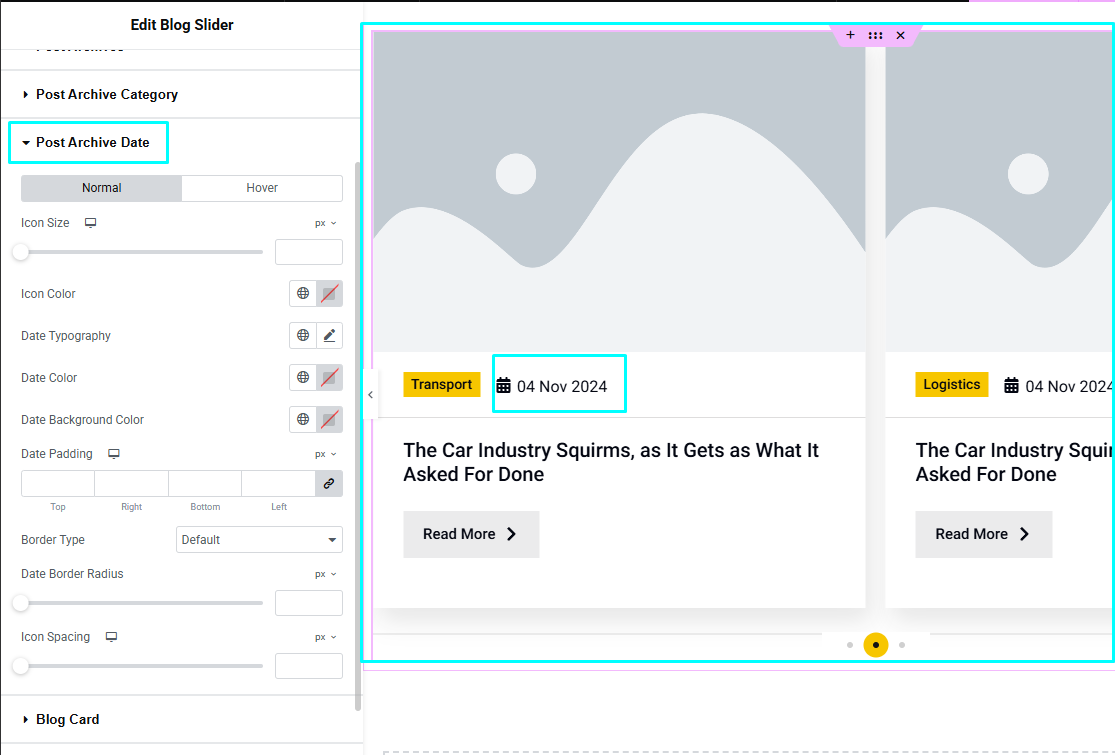 Edit Blog Slider
Post Archive Category
Post Archive Date
Normal Hover
Icon Size px
Icon Color
Date Typography
Date Color
Date Background Color
Date Padding px
Top Right Bottom Left
Border Type Default
Date Border Radius px
Icon Spacing px
Blog Card
Transport 04 Nov 2024
The Car Industry Squirms, as It Gets as What It
Asked For Done
Read More
Logistics 04 Nov 2024
The Car Industry
Asked For Done
Read More